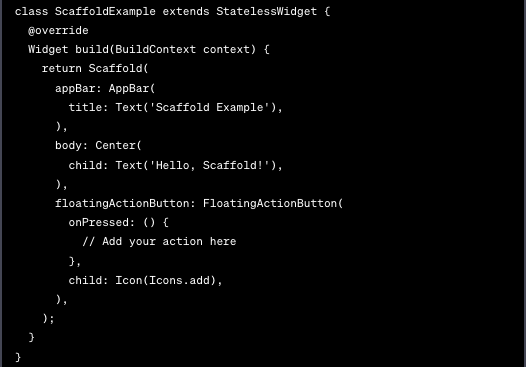 class ScaffoldExample extends StatelessWidget {
  @override
  Widget build(BuildContext context) {
    return Scaffold(
      appBar: AppBar(
        title: Text('Scaffold Example'),
      ),
      body: Center(
        child: Text('Hello, Scaffold!'),
      ),
      floatingActionButton: FloatingActionButton(
        onPressed: () {
          // Add your action here
        },
        child: Icon(Icons.add),
      ),
    );
  }
}